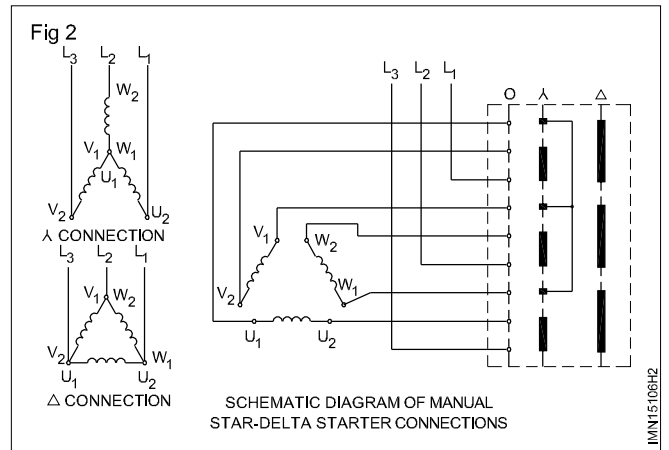 Fig 2
L3 L2 L1
W2
V1 W1
U1
V2 U2
⅄ CONNECTION
L3 L2 L1
V1 W2
V2 W1
U1 U2
△ CONNECTION
L3 L2 L1
O ⅄ △
V1 W2
V2 W1
U1 U2
SCHEMATIC DIAGRAM OF MANUAL
STAR-DELTA STARTER CONNECTIONS
IMN15106H2